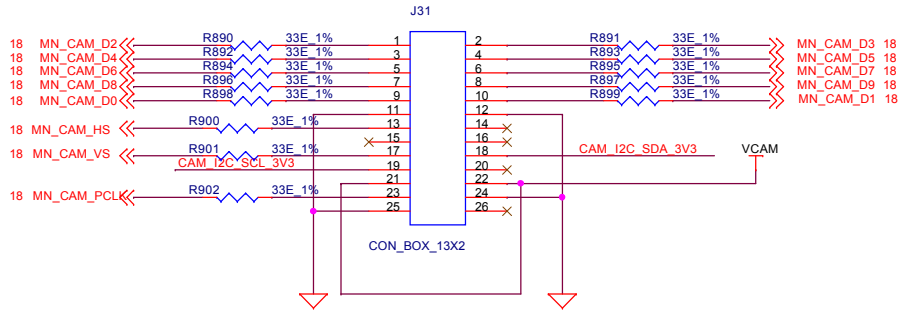 J31
18 MN_CAM_D2 R890 33E_1% 1 2 R891 33E_1% MN_CAM_D3 18
18 MN_CAM_D4 R892 33E_1% 3 4 R893 33E_1% MN_CAM_D5 18
18 MN_CAM_D6 R894 33E_1% 5 6 R895 33E_1% MN_CAM_D7 18
18 MN_CAM_D8 R896 33E_1% 7 8 R897 33E_1% MN_CAM_D9 18
18 MN_CAM_D0 R898 33E_1% 9 10 R899 33E_1% MN_CAM_D1 18
11 12
18 MN_CAM_HS R900 33E_1% 13 14
15 16
18 MN_CAM_VS R901 33E_1% 17 18 CAM_I2C_SDA_3V3 VCAM
CAM_I2C_SCL_3V3 19 20
21 22
18 MN_CAM_PCLK R902 33E_1% 23 24
25 26
CON_BOX_13X2